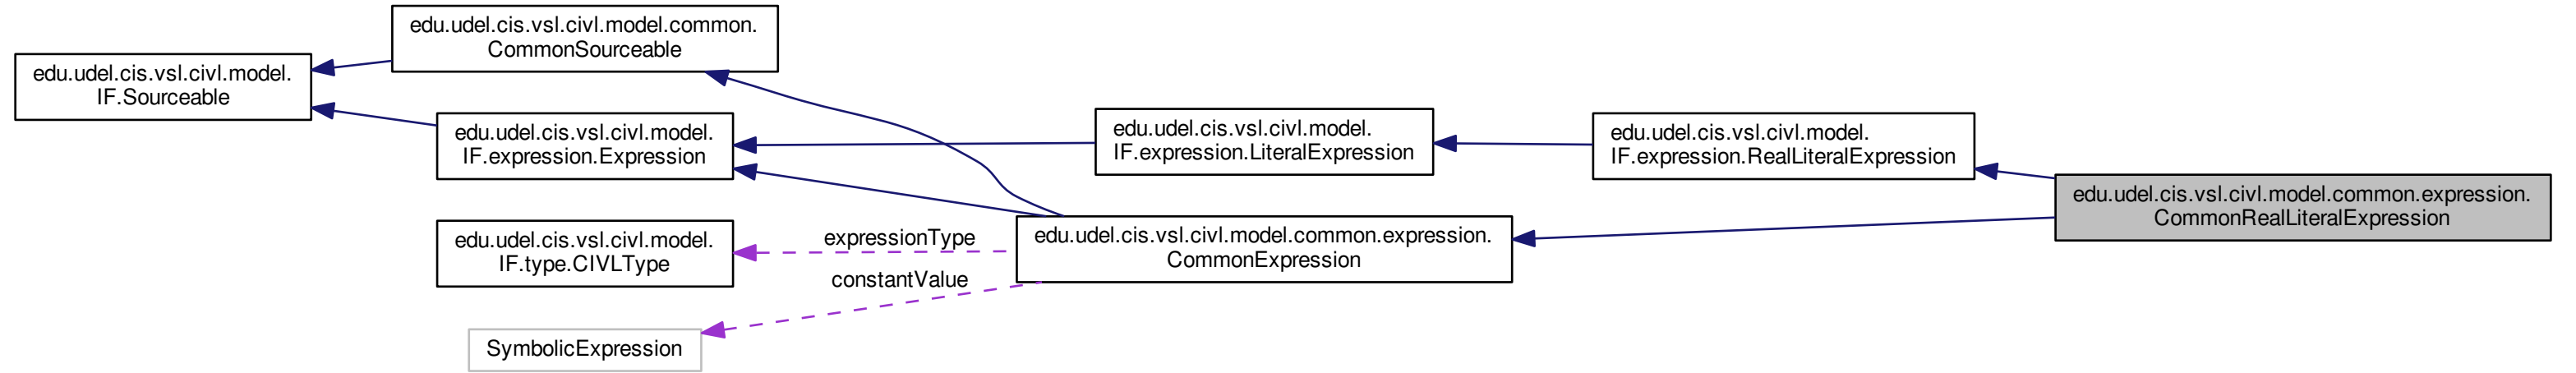 edu.udel.cis.vsl.civl.model.
IF.Sourceable
edu.udel.cis.vsl.civl.model.common.
CommonSourceable
edu.udel.cis.vsl.civl.model.
IF.expression.Expression
edu.udel.cis.vsl.civl.model.
IF.type.CIVLType
SymbolicExpression
expressionType
constantValue
edu.udel.cis.vsl.civl.model.
IF.expression.LiteralExpression
edu.udel.cis.vsl.civl.model.common.expression.
CommonExpression
edu.udel.cis.vsl.civl.model.
IF.expression.RealLiteralExpression
edu.udel.cis.vsl.civl.model.common.expression.
CommonRealLiteralExpression